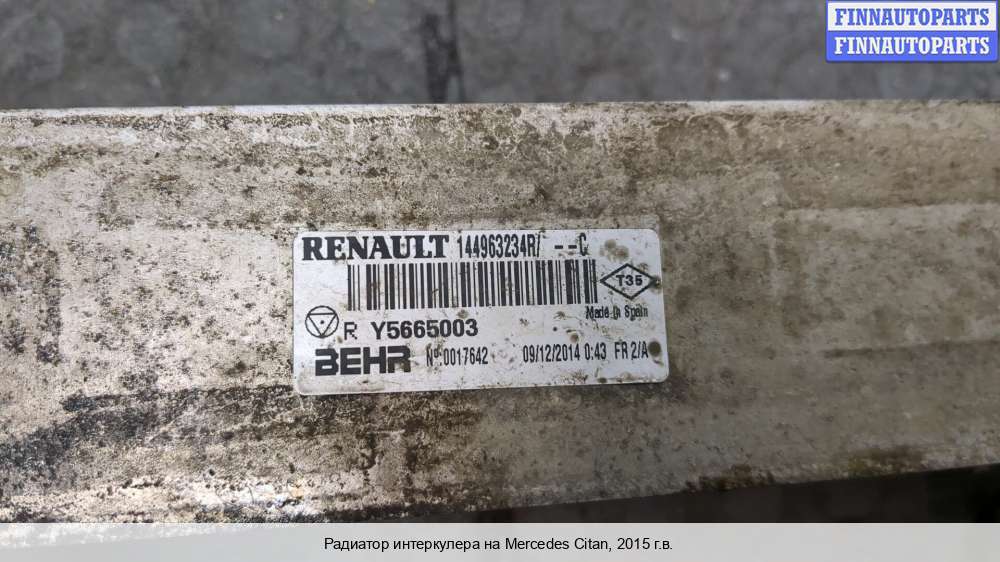 FINNAUTOPARTS
FINNAUTOPARTS
RENAULT 144963234R/ --C
T35
Made in Spain
R Y5665003
BEHR Nº 0017642 09/12/2014 0:43 FR 2/A
Радиатор интеркулера на Mercedes Citan, 2015 г.в.